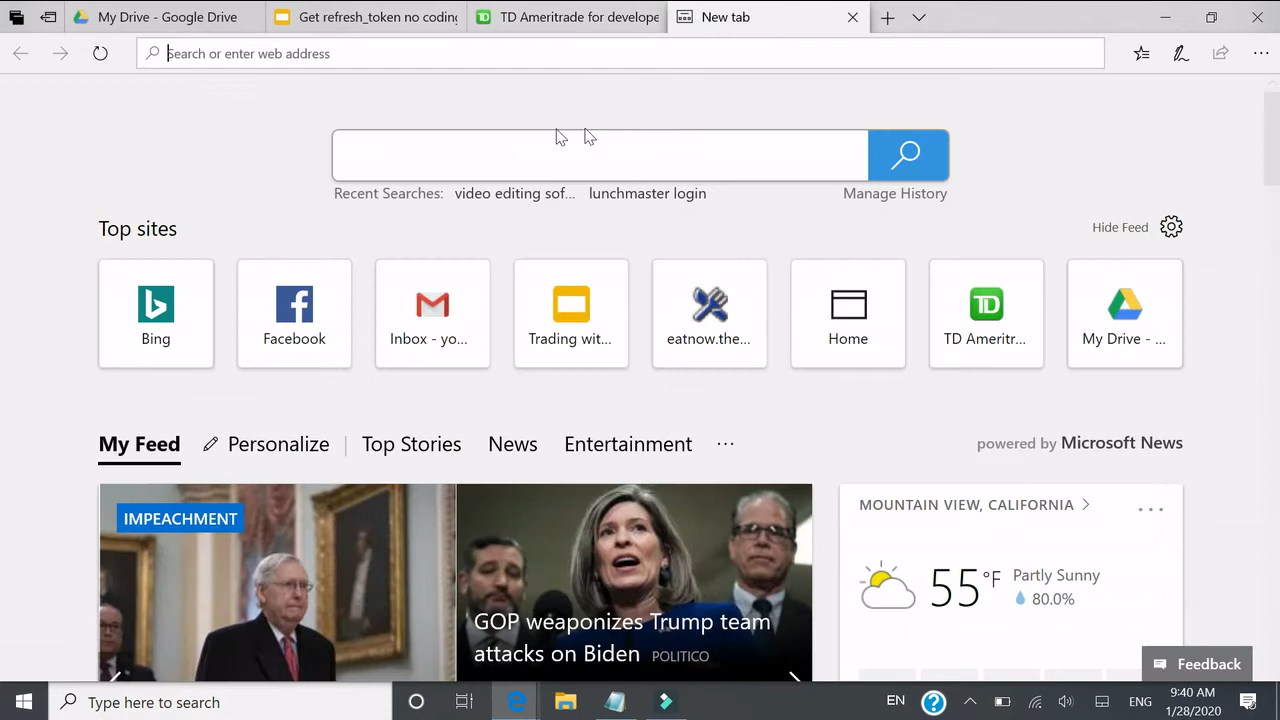 My Drive - Google Drive
Get refresh_token no coding
TD Ameritrade for develope
New tab
Search or enter web address
Recent Searches: video editing sof... lunchmaster login Manage History
Top sites
Hide Feed
Bing
Facebook
Inbox - yo...
Trading wit...
eatnow.the...
Home
TD Ameritr...
My Drive - ...
My Feed
Personalize
Top Stories
News
Entertainment
...
powered by Microsoft News
IMPEACHMENT
GOP weaponizes Trump team
attacks on Biden POLITICO
MOUNTAIN VIEW, CALIFORNIA
55 °F
Partly Sunny
80.0%
Feedback
Type here to search
EN
ENG
9:40 AM
1/28/2020